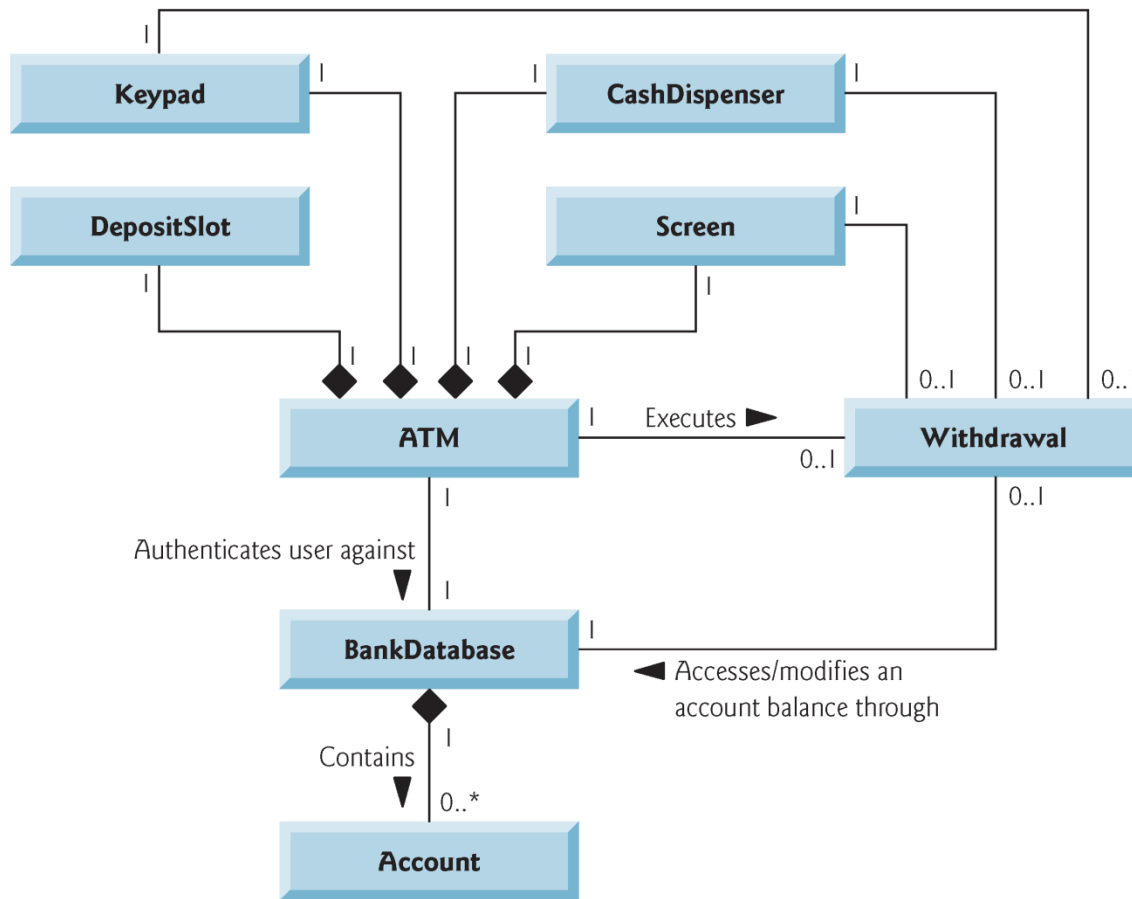 1
1
1
1
Keypad
CashDispenser
1
DepositSlot
Screen
1
1
1
1
1
1
0..1
0..1
0..
ATM
1
Executes
0..1
Withdrawal
1
0..1
Authenticates user against
1
BankDatabase
1
Accesses/modifies an
account balance through
1
Contains
0..*
Account